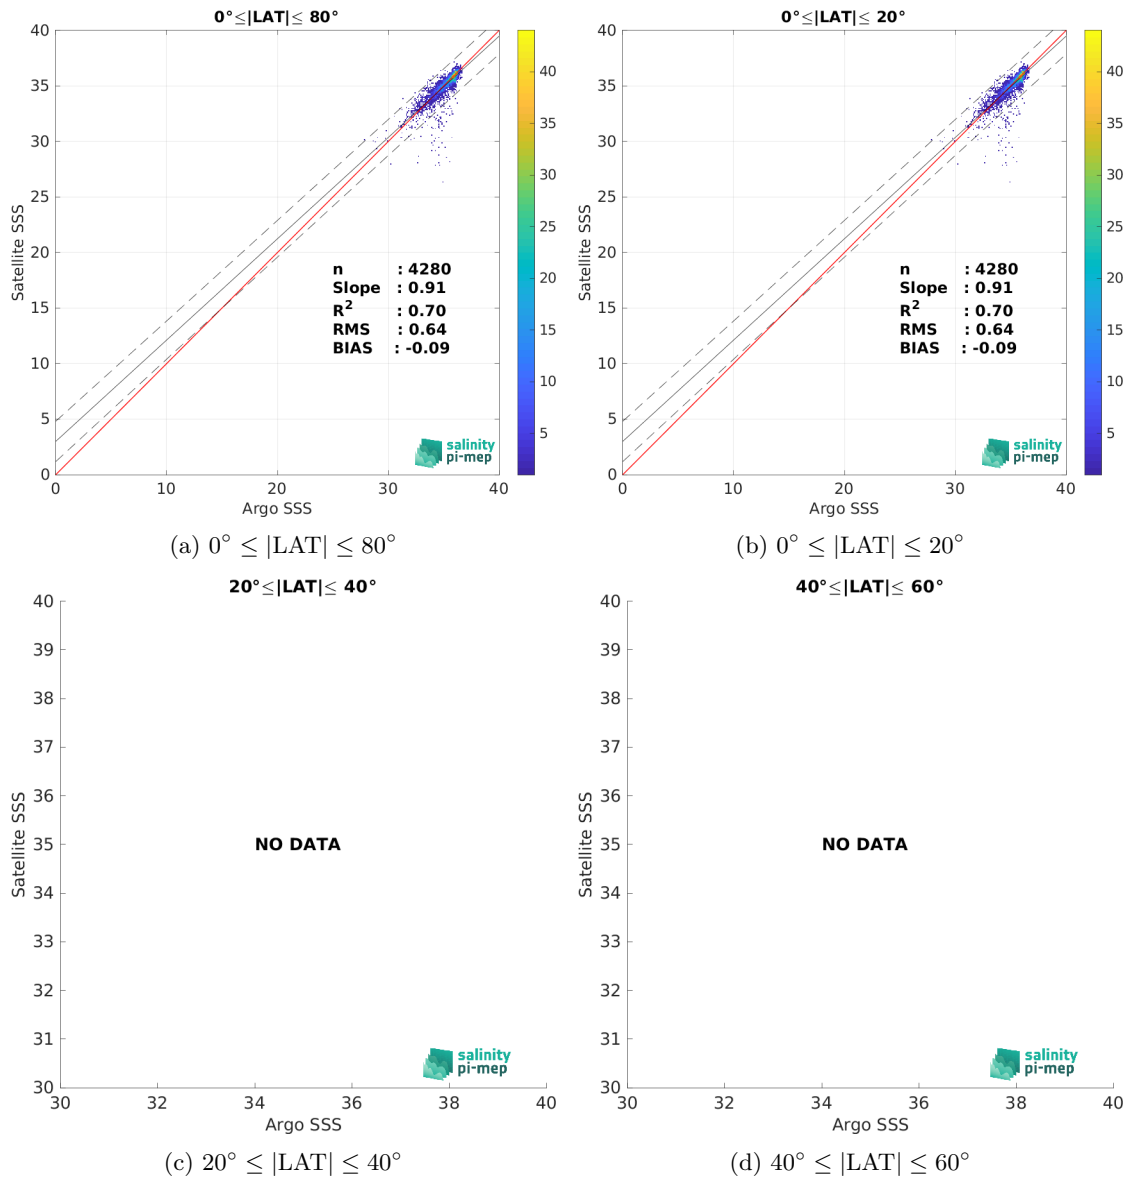 0°≤|LAT|≤ 80°
40
35
30
25
20
15
10
5
0
Satellite SSS
0
10
20
30
40
Argo SSS
n : 4280
Slope : 0.91
R² : 0.70
RMS : 0.64
BIAS : -0.09
salinity
pi-mep
40
35
30
25
20
15
10
5
(a) 0° ≤ |LAT| ≤ 80°
0°≤|LAT|≤ 20°
40
35
30
25
20
15
10
5
0
Satellite SSS
0
10
20
30
40
Argo SSS
n : 4280
Slope : 0.91
R² : 0.70
RMS : 0.64
BIAS : -0.09
salinity
pi-mep
40
35
30
25
20
15
10
5
(b) 0° ≤ |LAT| ≤ 20°
20°≤|LAT|≤ 40°
40
39
38
37
36
35
34
33
32
31
30
Satellite SSS
NO DATA
salinity
pi-mep
30
32
34
36
38
40
Argo SSS
(c) 20° ≤ |LAT| ≤ 40°
40°≤|LAT|≤ 60°
40
39
38
37
36
35
34
33
32
31
30
Satellite SSS
NO DATA
salinity
pi-mep
30
32
34
36
38
40
Argo SSS
(d) 40° ≤ |LAT| ≤ 60°